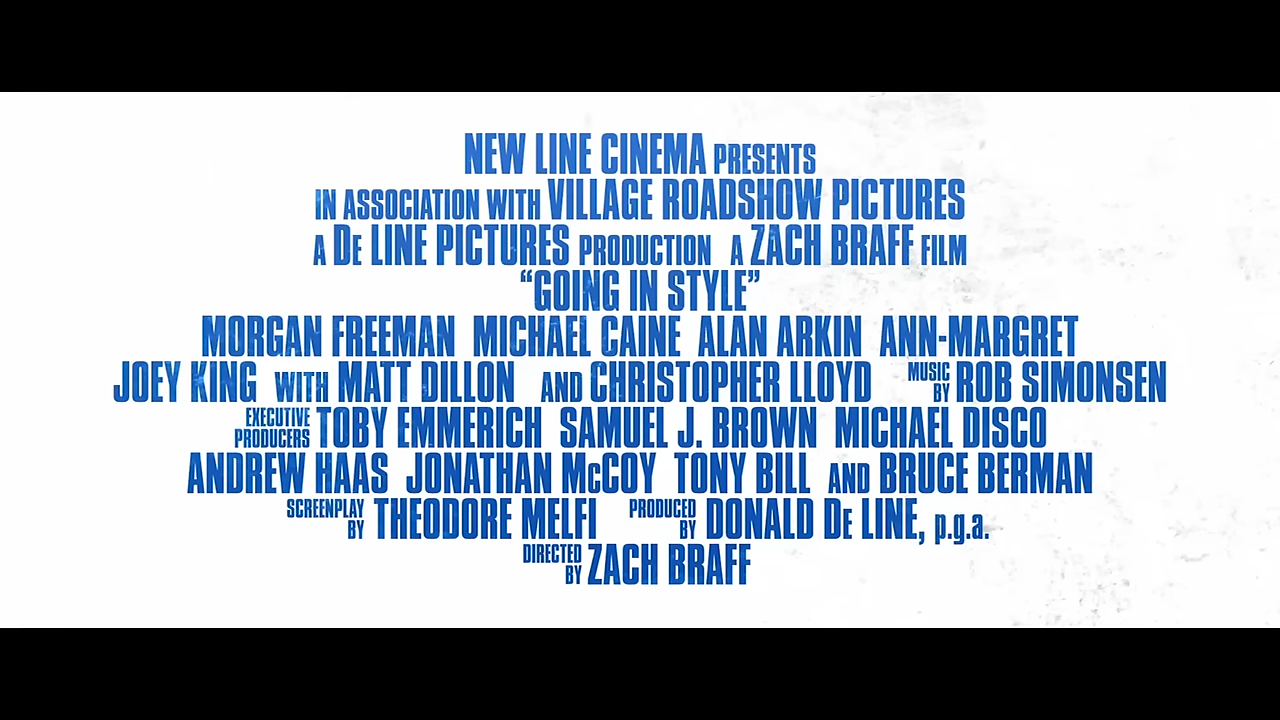 NEW LINE CINEMA PRESENTS
IN ASSOCIATION WITH VILLAGE ROADSHOW PICTURES
A De LINE PICTURES PRODUCTION A ZACH BRAFF FILM
“GOING IN STYLE”
MORGAN FREEMAN MICHAEL CAINE ALAN ARKIN ANN-MARGRET
JOEY KING WITH MATT DILLON AND CHRISTOPHER LLOYD MUSIC BY ROB SIMONSEN
EXECUTIVE PRODUCERS TOBY EMMERICH SAMUEL J. BROWN MICHAEL DISCO
ANDREW HAAS JONATHAN McCOY TONY BILL AND BRUCE BERMAN
SCREENPLAY BY THEODORE MELFI PRODUCED BY DONALD De LINE, p.g.a.
DIRECTED BY ZACH BRAFF